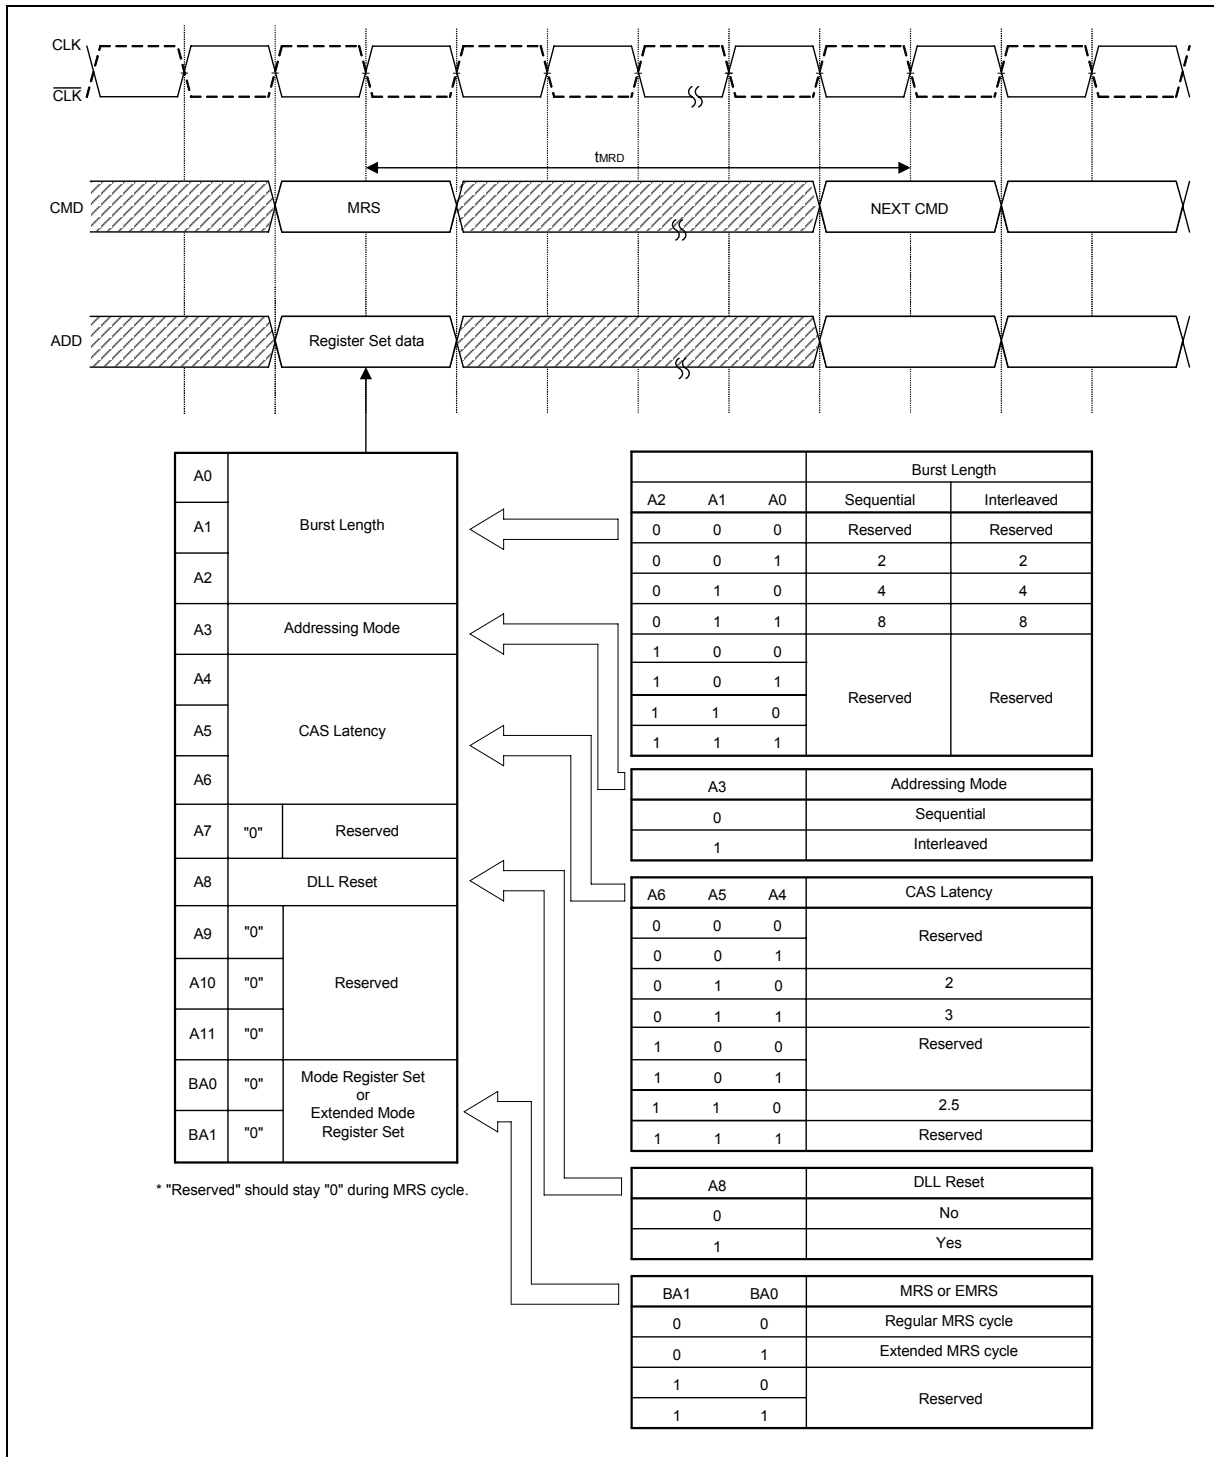 CLK
CLK
tMRD
CMD MRS NEXT CMD
ADD Register Set data
A0
A1 Burst Length
A2
A3 Addressing Mode
A4
A5 CAS Latency
A6
A7 "0" Reserved
A8 DLL Reset
A9 "0"
A10 "0" Reserved
A11 "0"
BA0 "0" Mode Register Set
or
Extended Mode
BA1 "0" Register Set
* "Reserved" should stay "0" during MRS cycle.
Burst Length
A2 A1 A0 Sequential Interleaved
0 0 0 Reserved Reserved
0 0 1 2 2
0 1 0 4 4
0 1 1 8 8
1 0 0
1 0 1
Reserved Reserved
1 1 0
1 1 1
A3 Addressing Mode
0 Sequential
1 Interleaved
A6 A5 A4 CAS Latency
0 0 0
Reserved
0 0 1
0 1 0 2
0 1 1 3
1 0 0 Reserved
1 0 1
1 1 0 2.5
1 1 1 Reserved
A8 DLL Reset
0 No
1 Yes
BA1 BA0 MRS or EMRS
0 0 Regular MRS cycle
0 1 Extended MRS cycle
1 0
Reserved
1 1